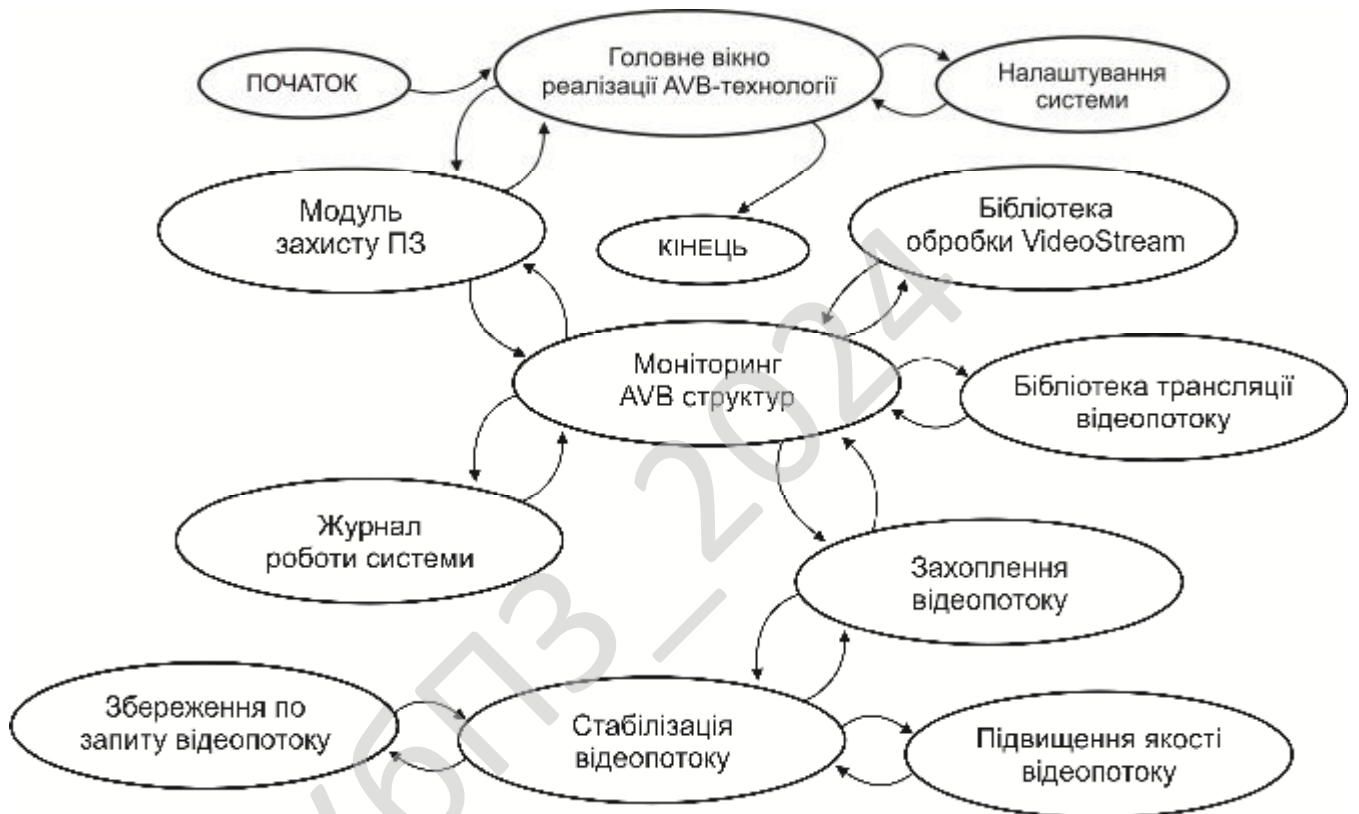 Головне вікно
реалізації AVB-технології
ПОЧАТОК
Налаштування
системи
Модуль
захисту ПЗ
КІНЕЦЬ
Бібліотека
обробки VideoStream
Моніторинг
AVB структур
Бібліотека трансляції
відеопотоку
Журнал
роботи системи
Захоплення
відеопотоку
Збереження по
запиту відеопотоку
Стабілізація
відеопотоку
Підвищення якості
відеопотоку
бПЗ_2024